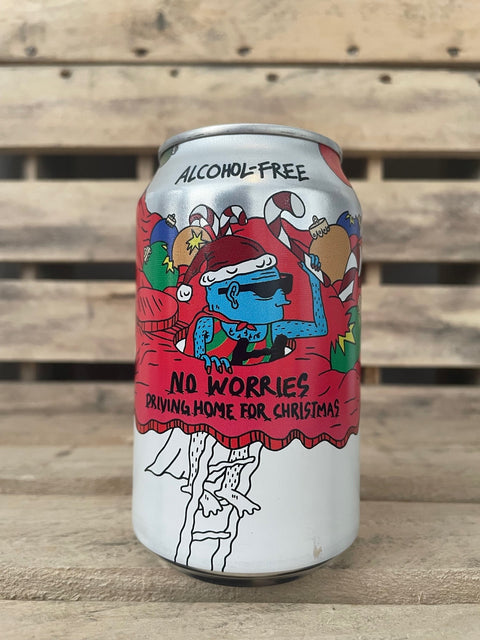 ALCOHOL-FREE
NO WORRIES
DRIVING HOME FOR CHRISTMAS